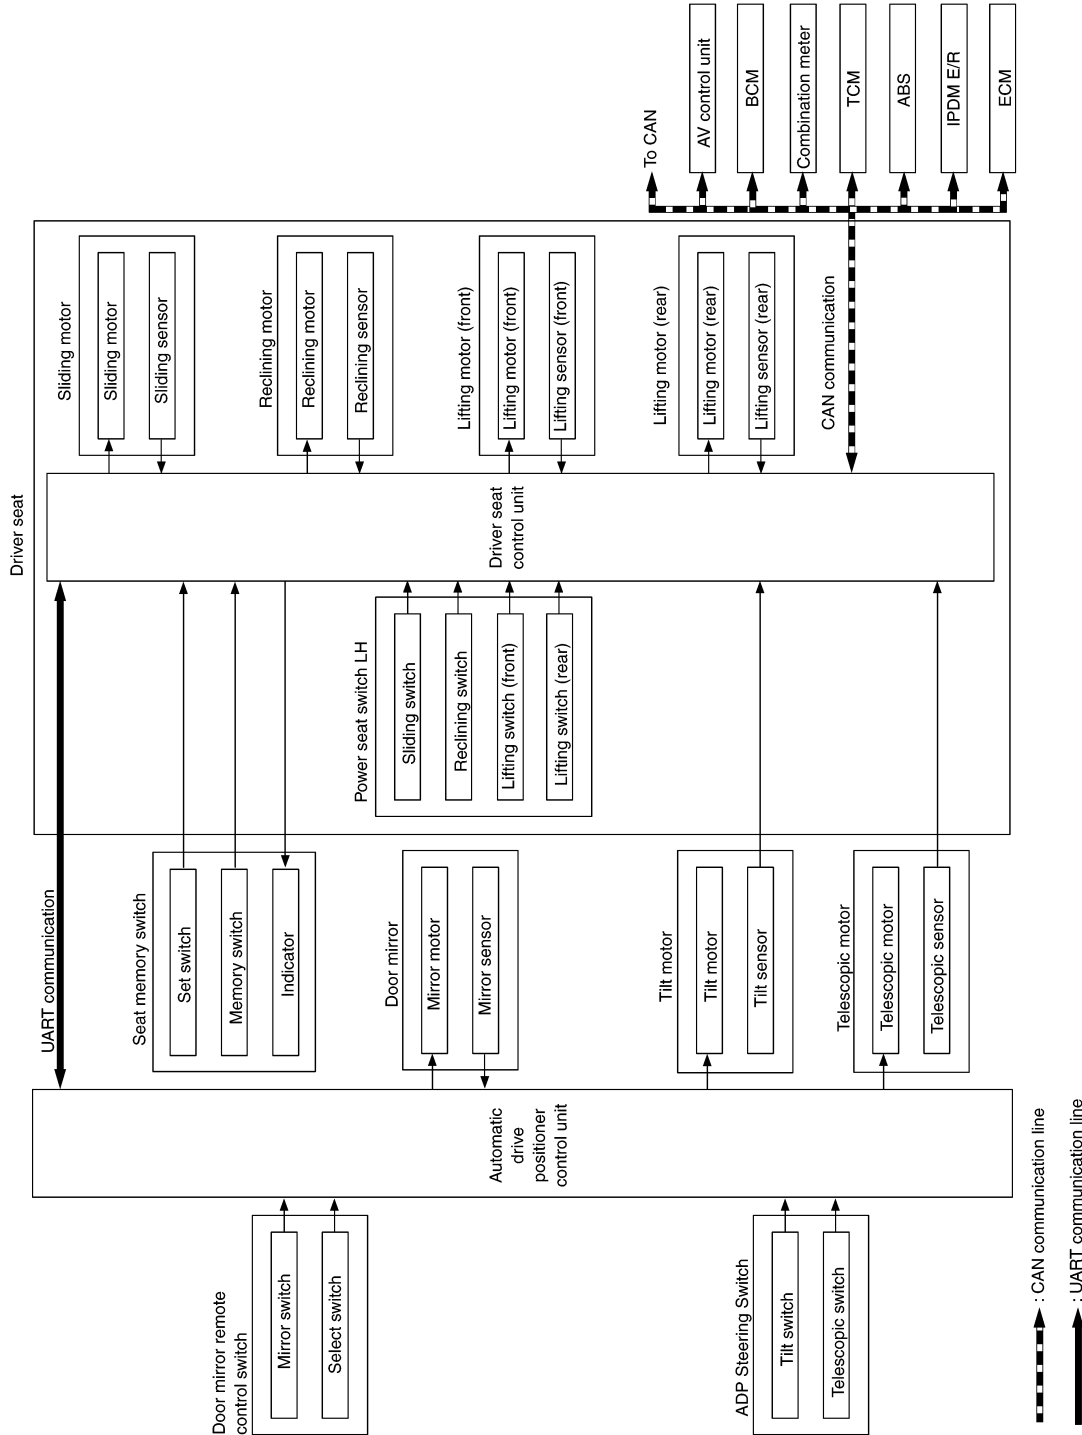 Door mirror remote
control switch
Mirror switch
Select switch
ADP Steering Switch
Tilt switch
Telescopic switch
Automatic
drive
positioner
control unit
UART communication
Seat memory switch
Set switch
Memory switch
Indicator
Door mirror
Mirror motor
Mirror sensor
Tilt motor
Tilt motor
Tilt sensor
Telescopic motor
Telescopic motor
Telescopic sensor
Driver seat
Power seat switch LH
Sliding switch
Reclining switch
Lifting switch (front)
Lifting switch (rear)
Driver seat
control unit
Sliding motor
Sliding motor
Sliding sensor
Reclining motor
Reclining motor
Reclining sensor
Lifting motor (front)
Lifting motor (front)
Lifting sensor (front)
Lifting motor (rear)
Lifting motor (rear)
Lifting sensor (rear)
CAN communication
To CAN
AV control unit
BCM
Combination meter
TCM
ABS
IPDM E/R
ECM
: CAN communication line
: UART communication line